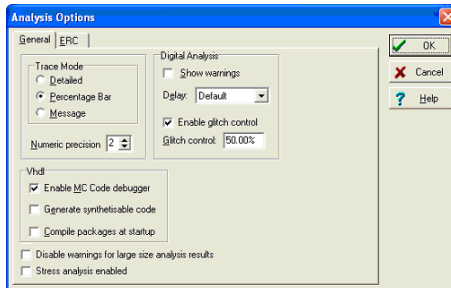 Analysis Options
General
ERC
Trace Mode
Detailed
Percentage Bar
Message
Numeric precision 2
Digital Analysis
Show warnings
Delay: Default
Enable glitch control
Glitch control: 50.00%
Vhdl
Enable MC Code debugger
Generate synthetisable code
Compile packages at startup
Disable warnings for large size analysis results
Stress analysis enabled
OK
Cancel
Help